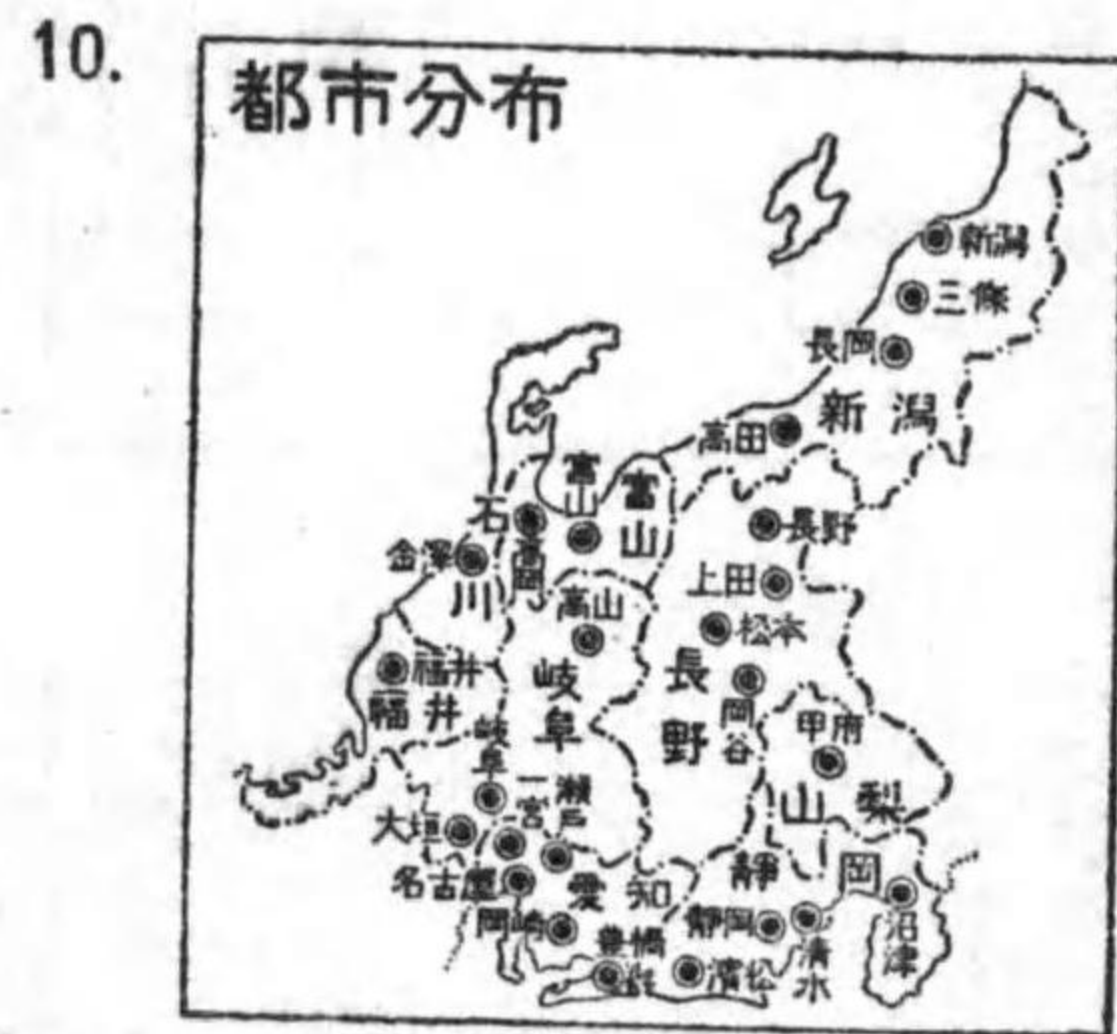 10.
都市分布
新潟
三條
長岡
新潟
高田
富山
富山
石川
高岡
金澤
長野
上田
松本
高山
岐阜
長野
岡谷
福井
福井
甲府
山梨
岐阜
一宮
瀬戸
大垣
名古屋
愛知
岡崎
豊橋
静岡
静岡
清水
沼津
濱松